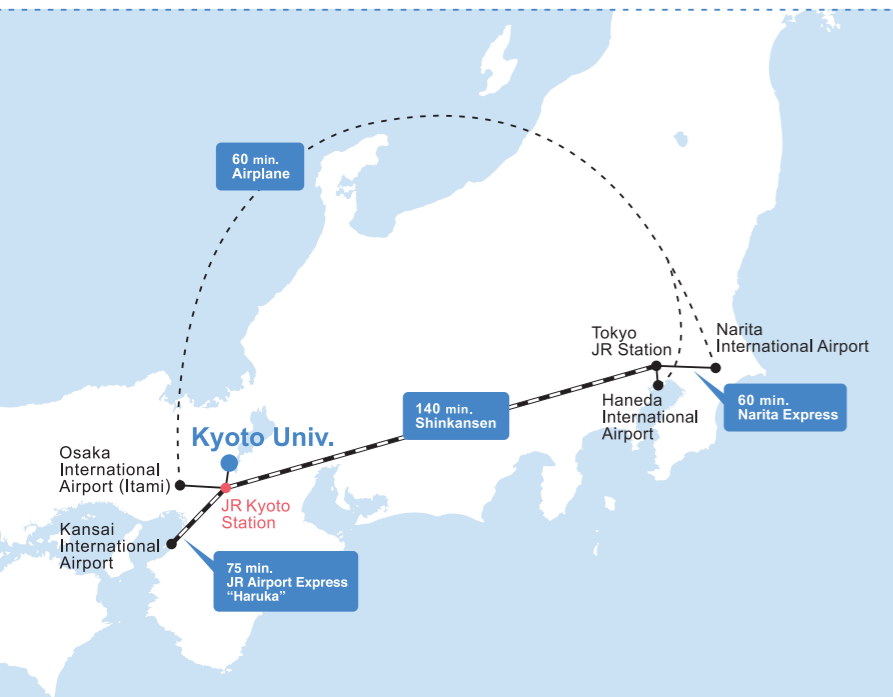 60 min.
Airplane
Tokyo
JR Station
Narita
International Airport
140 min.
Shinkansen
Haneda
International
Airport
60 min.
Narita Express
Kyoto Univ.
Osaka
International
Airport (Itami)
JR Kyoto
Station
Kansai
International
Airport
75 min.
JR Airport Express
“Haruka”